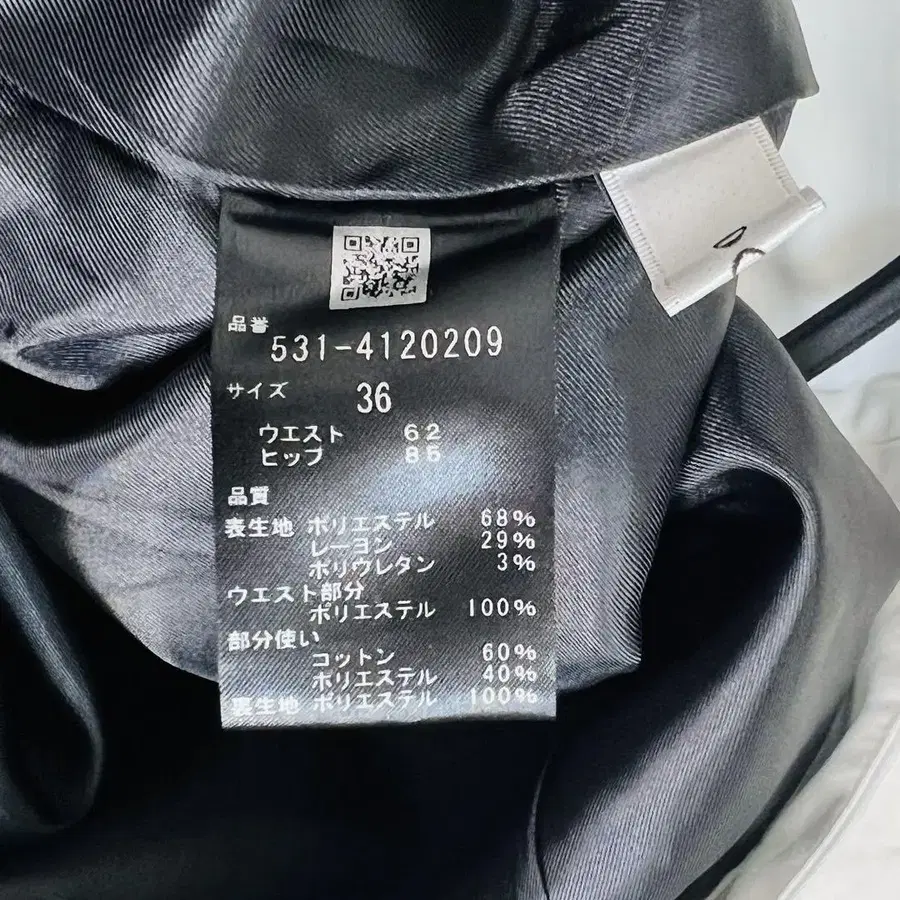 品番
531-4120209
サイズ 36
ウエスト 62
ヒップ 85
品質
表生地 ポリエステル 68%
レーヨン 29%
ポリウレタン 3%
ウエスト部分
ポリエステル 100%
部分使い
コットン 60%
ポリエステル 40%
裏生地 ポリエステル 100%